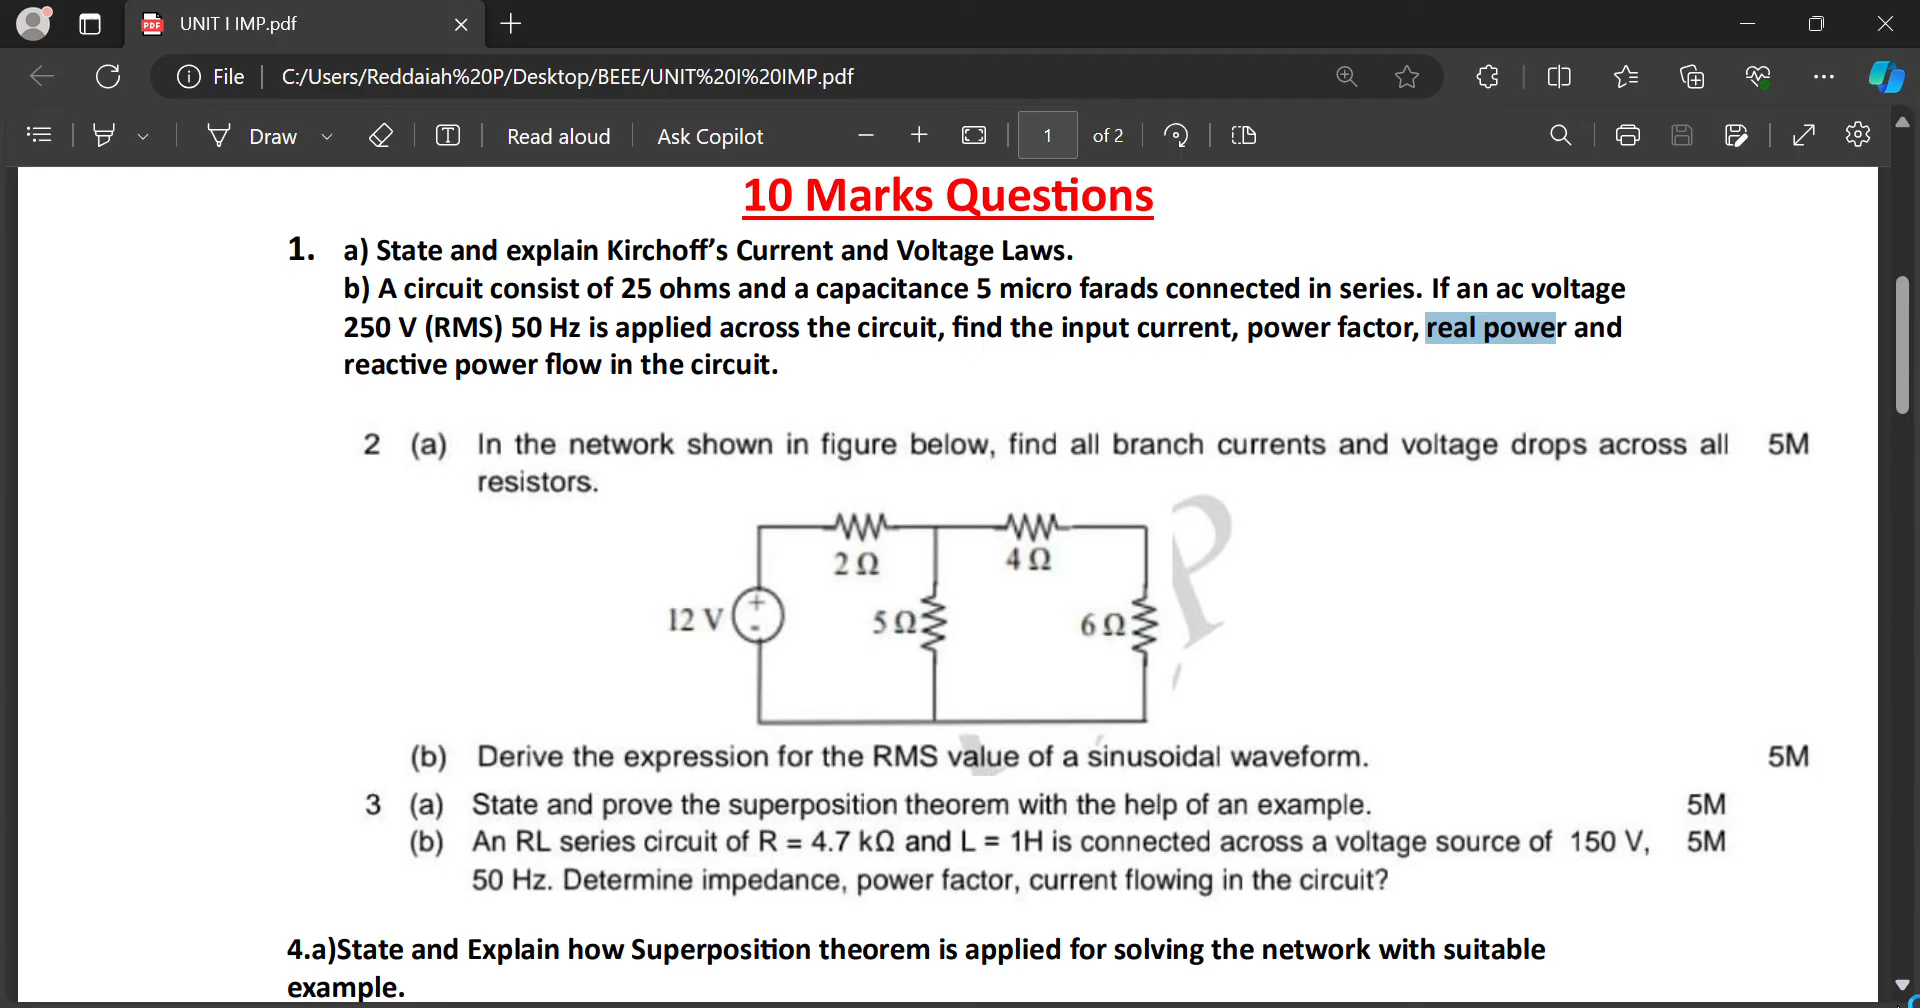 UNIT I IMP.pdf
File C:/Users/Reddaiah%20P/Desktop/BEEE/UNIT%20I%20IMP.pdf
Draw Read aloud Ask Copilot 1 of 2
10 Marks Questions
1. a) State and explain Kirchoff's Current and Voltage Laws.
b) A circuit consist of 25 ohms and a capacitance 5 micro farads connected in series. If an ac voltage
250 V (RMS) 50 Hz is applied across the circuit, find the input current, power factor, real power and
reactive power flow in the circuit.
2 (a) In the network shown in figure below, find all branch currents and voltage drops across all 5M
resistors.
2 Ω 4 Ω
12 V + - 5 Ω 6 Ω
P
(b) Derive the expression for the RMS value of a sinusoidal waveform. 5M
3 (a) State and prove the superposition theorem with the help of an example. 5M
(b) An RL series circuit of R = 4.7 kΩ and L = 1H is connected across a voltage source of 150 V, 5M
50 Hz. Determine impedance, power factor, current flowing in the circuit?
4.a)State and Explain how Superposition theorem is applied for solving the network with suitable
example.